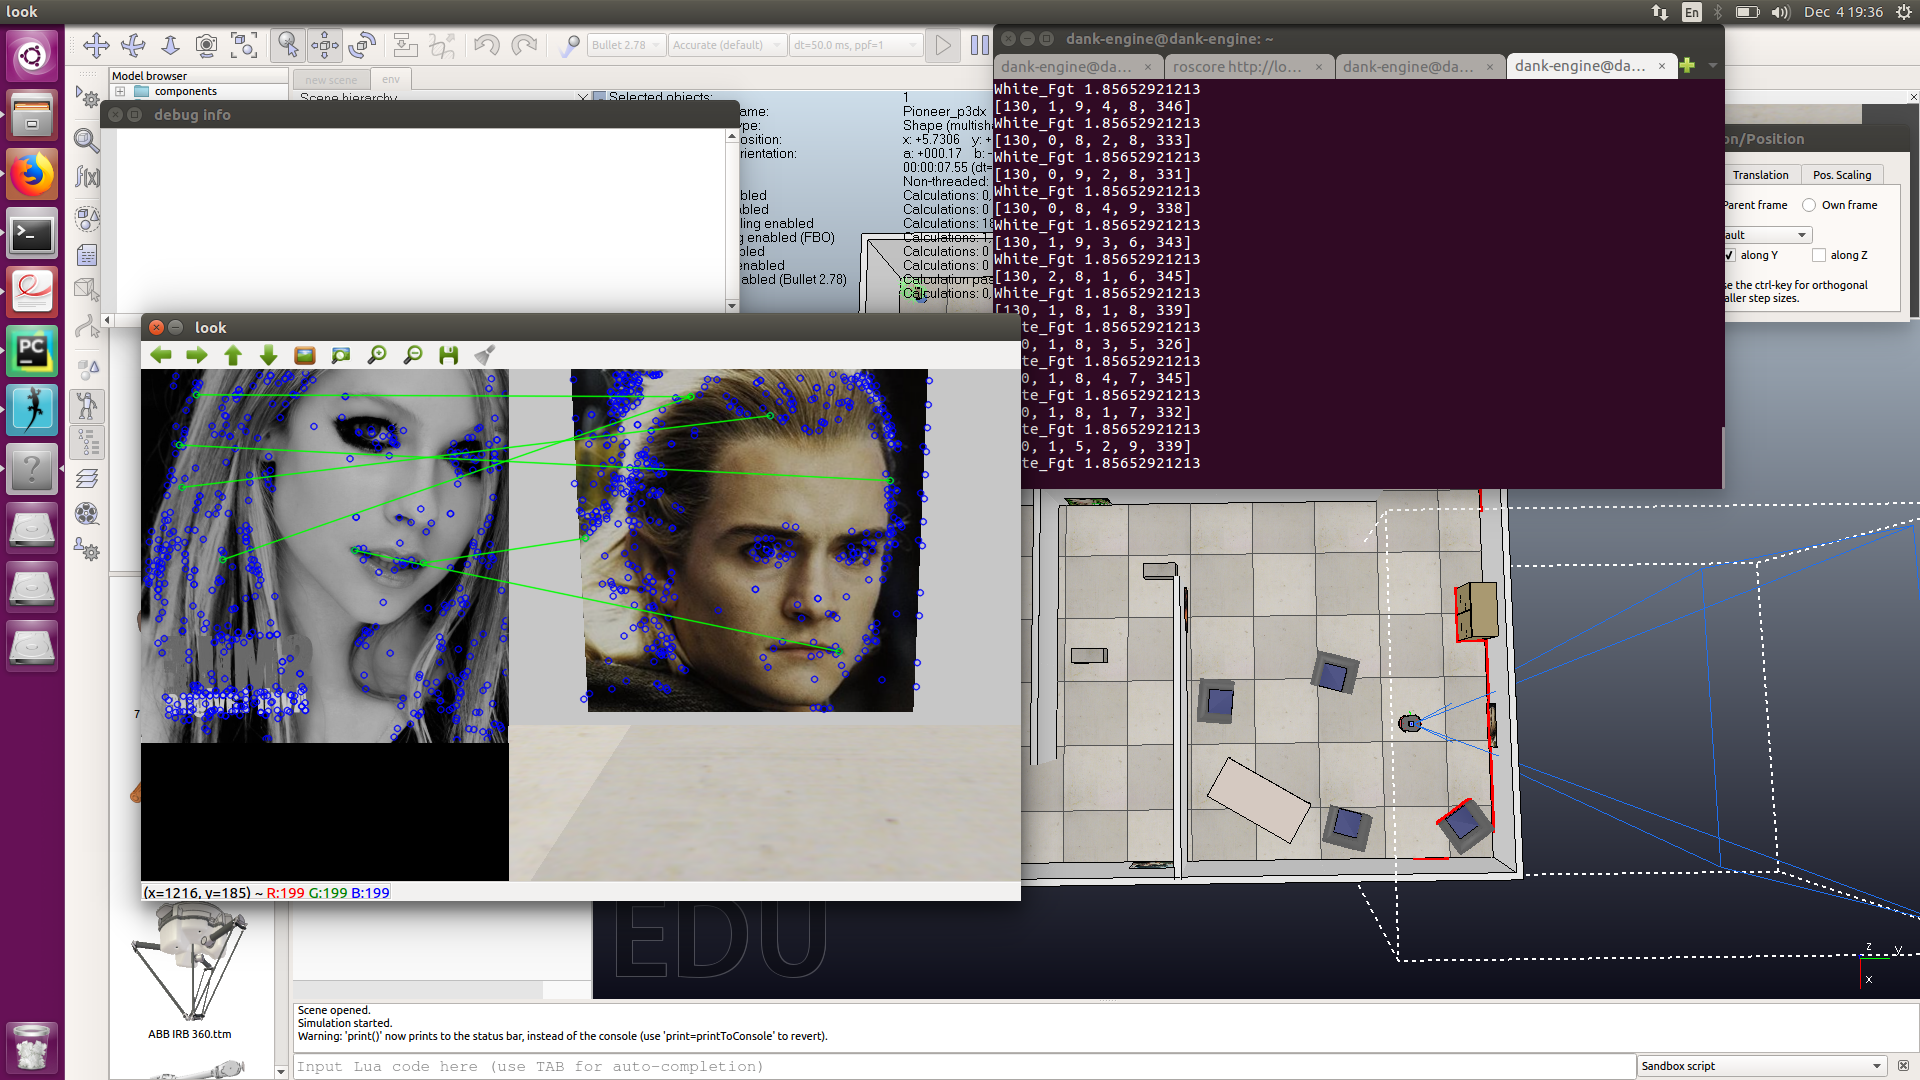 look
En
Dec 4 19:36
Bullet 2.78
Accurate (default)
dt=50.0 ms, ppf=1
Model browser
components
new scene
env
Scene hierarchy
Selected objects:
1
Pioneer_p3dx
Shape (multish
x: +5.7306 y: +
a: +000.17 b: -
00:00:07.55 (dt=
Non-threaded:
Calculations: 0,
Calculations: 0
Calculations: 18
ling enabled
enabled (FBO)
Calculations: 1,
Calculations: 0
enabled
Calculations: 0
abled (Bullet 2.78)
Calculation pas
Calculations: 0,
debug info
dank-engine@dank-engine: ~
dank-engine@da...
roscore http://lo...
dank-engine@da...
dank-engine@da...
White_Fgt 1.85652921213
[130, 1, 9, 4, 8, 346]
White_Fgt 1.85652921213
[130, 0, 8, 2, 8, 333]
White_Fgt 1.85652921213
[130, 0, 9, 2, 8, 331]
White_Fgt 1.85652921213
[130, 0, 8, 4, 9, 338]
White_Fgt 1.85652921213
[130, 1, 9, 3, 6, 343]
White_Fgt 1.85652921213
[130, 2, 8, 1, 6, 345]
White_Fgt 1.85652921213
[130, 1, 8, 1, 8, 339]
te_Fgt 1.85652921213
0, 1, 8, 3, 5, 326]
te_Fgt 1.85652921213
0, 1, 8, 4, 7, 345]
te_Fgt 1.85652921213
0, 1, 8, 1, 7, 332]
te_Fgt 1.85652921213
0, 1, 5, 2, 9, 339]
te_Fgt 1.85652921213
on/Position
Translation
Pos. Scaling
Parent frame
Own frame
ault
along Y
along Z
se the ctrl-key for orthogonal
aller step sizes.
look
(x=1216, y=185) ~ R:199 G:199 B:199
7
ABB IRB 360.ttm
EDU
z
y
x
Scene opened.
Simulation started.
Warning: 'print()' now prints to the status bar, instead of the console (use 'print=printToConsole' to revert).
Input Lua code here (use TAB for auto-completion)
Sandbox script